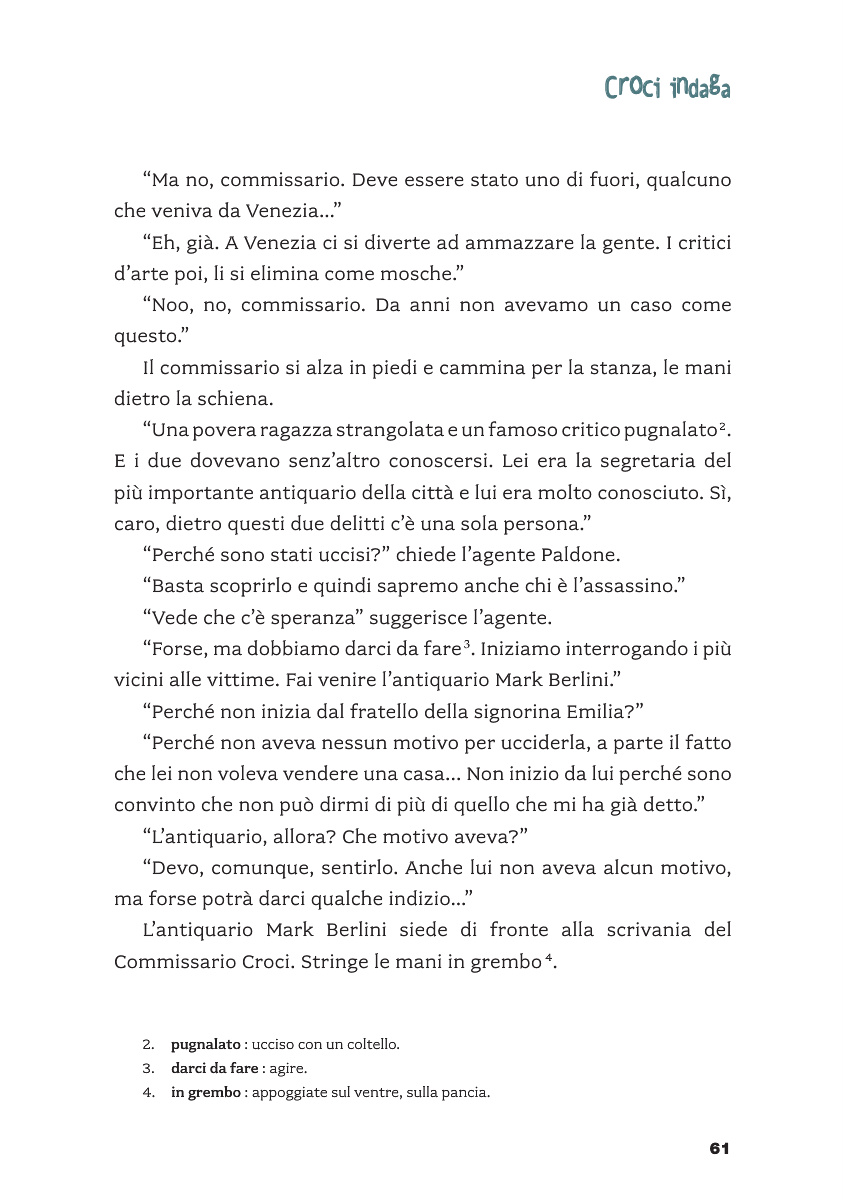 Croci indaga
“Ma no, commissario. Deve essere stato uno di fuori, qualcuno
che veniva da Venezia...”
“Eh, già. A Venezia ci si diverte ad ammazzare la gente. I critici
d’arte poi, li si elimina come mosche.”
“Noo, no, commissario. Da anni non avevamo un caso come
questo.”
Il commissario si alza in piedi e cammina per la stanza, le mani
dietro la schiena.
“Una povera ragazza strangolata e un famoso critico pugnalato².
E i due dovevano senz’altro conoscersi. Lei era la segretaria del
più importante antiquario della città e lui era molto conosciuto. Sì,
caro, dietro questi due delitti c’è una sola persona.”
“Perché sono stati uccisi?” chiede l’agente Paldone.
“Basta scoprirlo e quindi sapremo anche chi è l’assassino.”
“Vede che c’è speranza” suggerisce l’agente.
“Forse, ma dobbiamo darci da fare³. Iniziamo interrogando i più
vicini alle vittime. Fai venire l’antiquario Mark Berlini.”
“Perché non inizia dal fratello della signorina Emilia?”
“Perché non aveva nessun motivo per ucciderla, a parte il fatto
che lei non voleva vendere una casa... Non inizio da lui perché sono
convinto che non può dirmi di più di quello che mi ha già detto.”
“L’antiquario, allora? Che motivo aveva?”
“Devo, comunque, sentirlo. Anche lui non aveva alcun motivo,
ma forse potrà darci qualche indizio...”
L’antiquario Mark Berlini siede di fronte alla scrivania del
Commissario Croci. Stringe le mani in grembo⁴.
2. pugnalato : ucciso con un coltello.
3. darci da fare : agire.
4. in grembo : appoggiate sul ventre, sulla pancia.
61